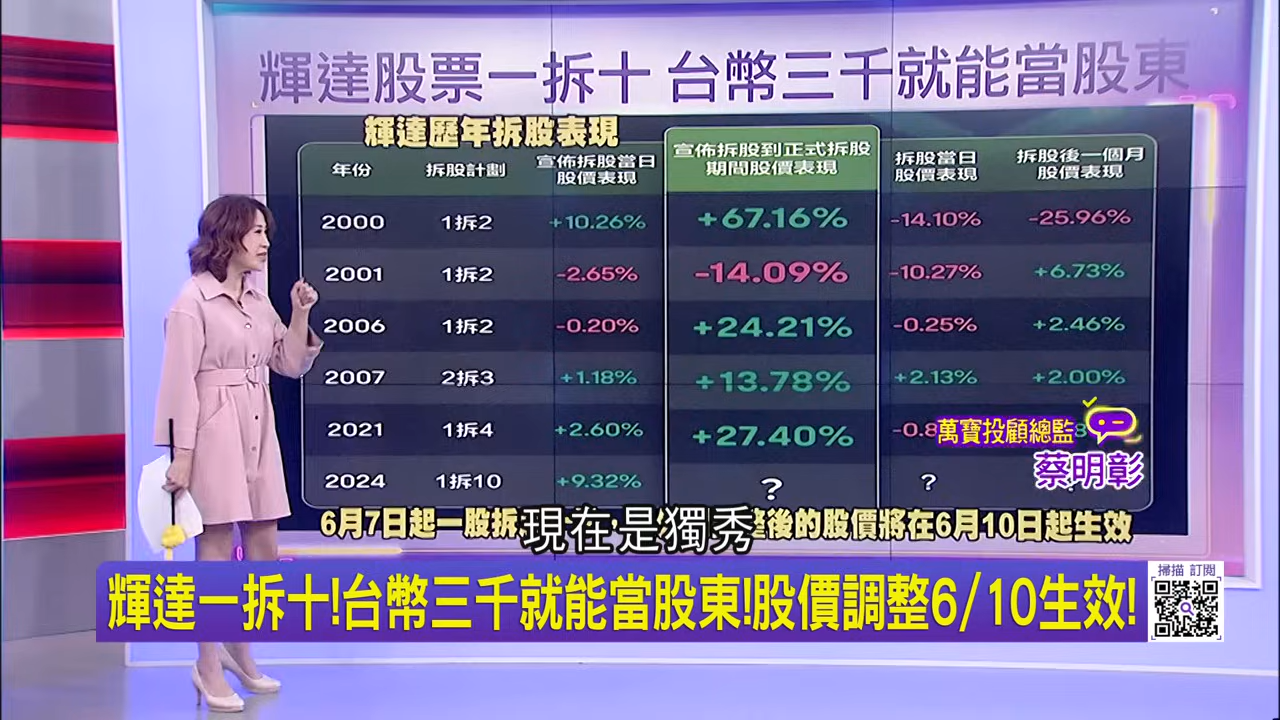 輝達股票一拆十 台幣三千就能當股東
輝達歷年拆股表現
年份 拆股計劃 宣佈拆股當日股價表現 宣佈拆股到正式拆股期間股價表現 拆股當日股價表現 拆股後一個月股價表現
2000 1拆2 +10.26% +67.16% -14.10% -25.96%
2001 1拆2 -2.65% -14.09% -10.27% +6.73%
2006 1拆2 -0.20% +24.21% -0.25% +2.46%
2007 2拆3 +1.18% +13.78% +2.13% +2.00%
2021 1拆4 +2.60% +27.40% -0.8
2024 1拆10 +9.32% ? ?
萬寶投顧總監
蔡明彰
6月7日起一股拆 整後的股價將在6月10日起生效
現在是獨秀
輝達一拆十!台幣三千就能當股東!股價調整6/10生效!
掃描 訂閱